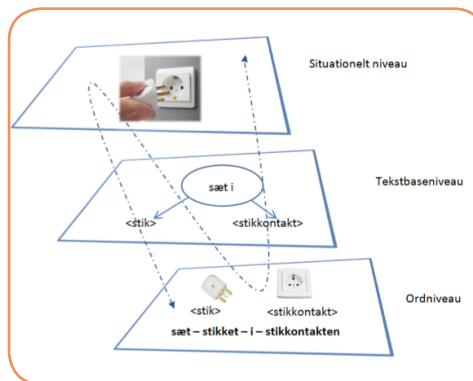 Situationelt niveau
Tekstbaseniveau
sæt i
<stik> <stikkontakt>
Ordniveau
<stik> <stikkontakt>
sæt – stikket – i – stikkontakten